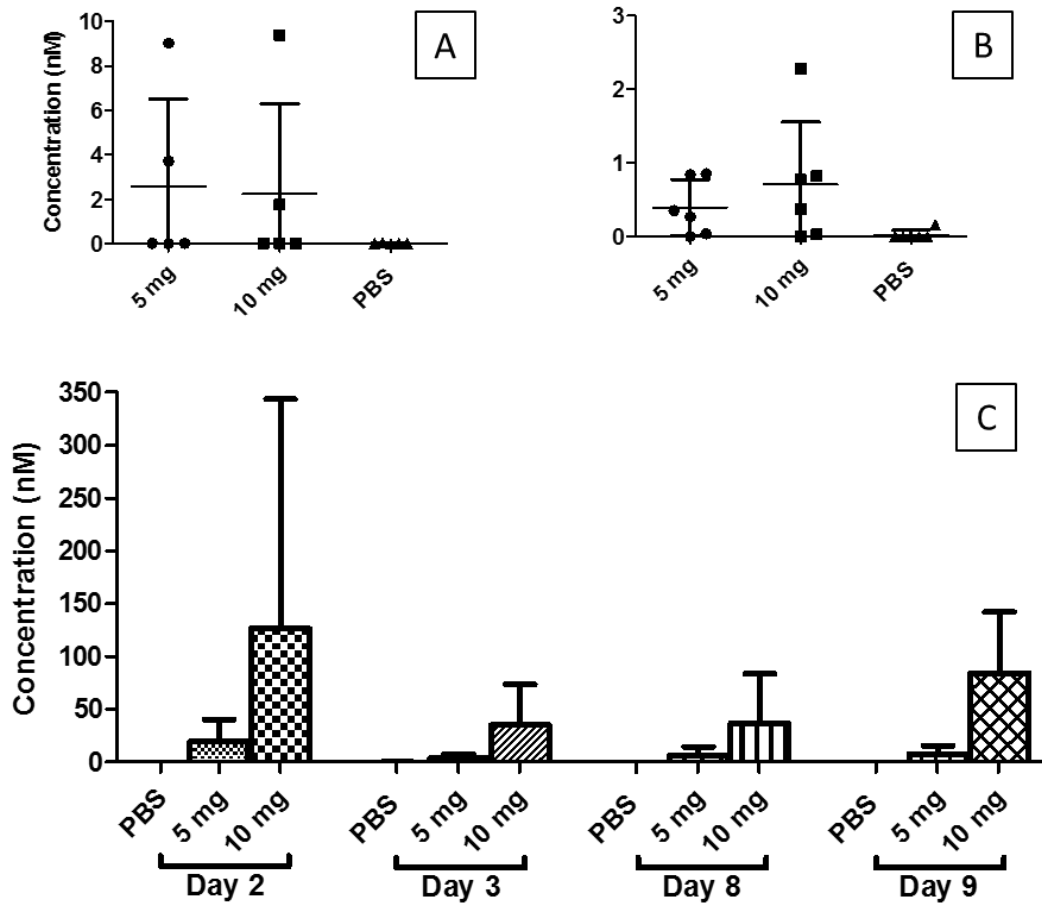 A
Concentration (nM)
10
8
6
4
2
0
5 mg
10 mg
PBS
B
3
2
1
0
5 mg
10 mg
PBS
C
Concentration (nM)
350
300
250
200
150
100
50
0
PBS
5 mg
10 mg
PBS
5 mg
10 mg
PBS
5 mg
10 mg
PBS
5 mg
10 mg
Day 2
Day 3
Day 8
Day 9